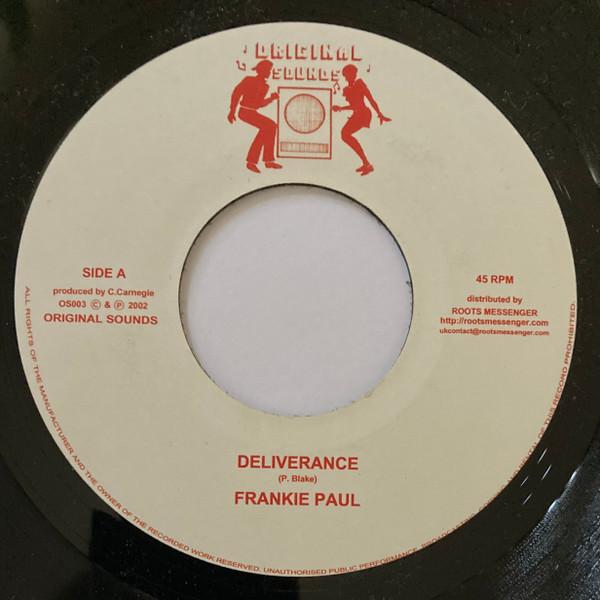 ORIGINAL
SOUNDS
SIDE A
produced by C.Carnegie
OS003 © & ℗ 2002
ORIGINAL SOUNDS
45 RPM
distributed by
ROOTS MESSENGER
http://rootsmessenger.com
ukcontact@rootsmessenger.com
DELIVERANCE
(P. Blake)
FRANKIE PAUL
ALL RIGHTS OF THE MANUFACTURER AND THE OWNER OF THE RECORDED WORK RESERVED. UNAUTHORISED PUBLIC PERFORMANCE, OF THIS RECORD PROHIBITED.